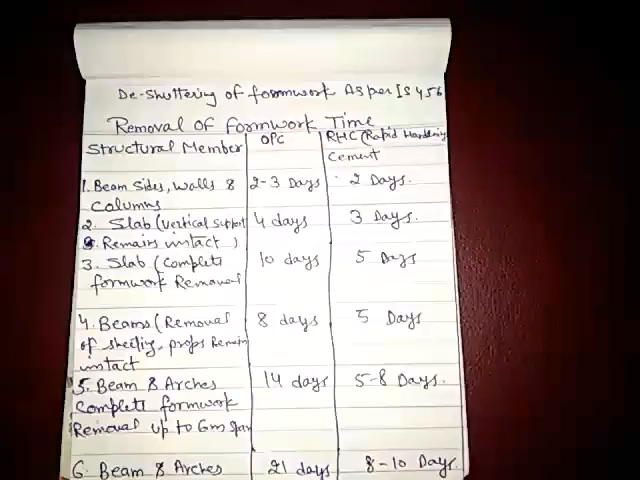 De-Shuttering of formwork As per IS 456
Removal Of Formwork Time
Structural Member OPC RHC (Rapid Hardening Cement
1. Beam Sides, walls & columns 2-3 Days 2 Days.
2. Slab (vertical support Remains intact) 4 days 3 Days.
3. Slab (Complete formwork Removal 10 days 5 Days
4. Beams (Removal of sheeting, props Remain intact 8 days 5 Days
5. Beam & Arches Complete formwork Removal up to 6m span 14 days 5-8 Days.
6. Beam & Arches 21 days 8-10 Days.